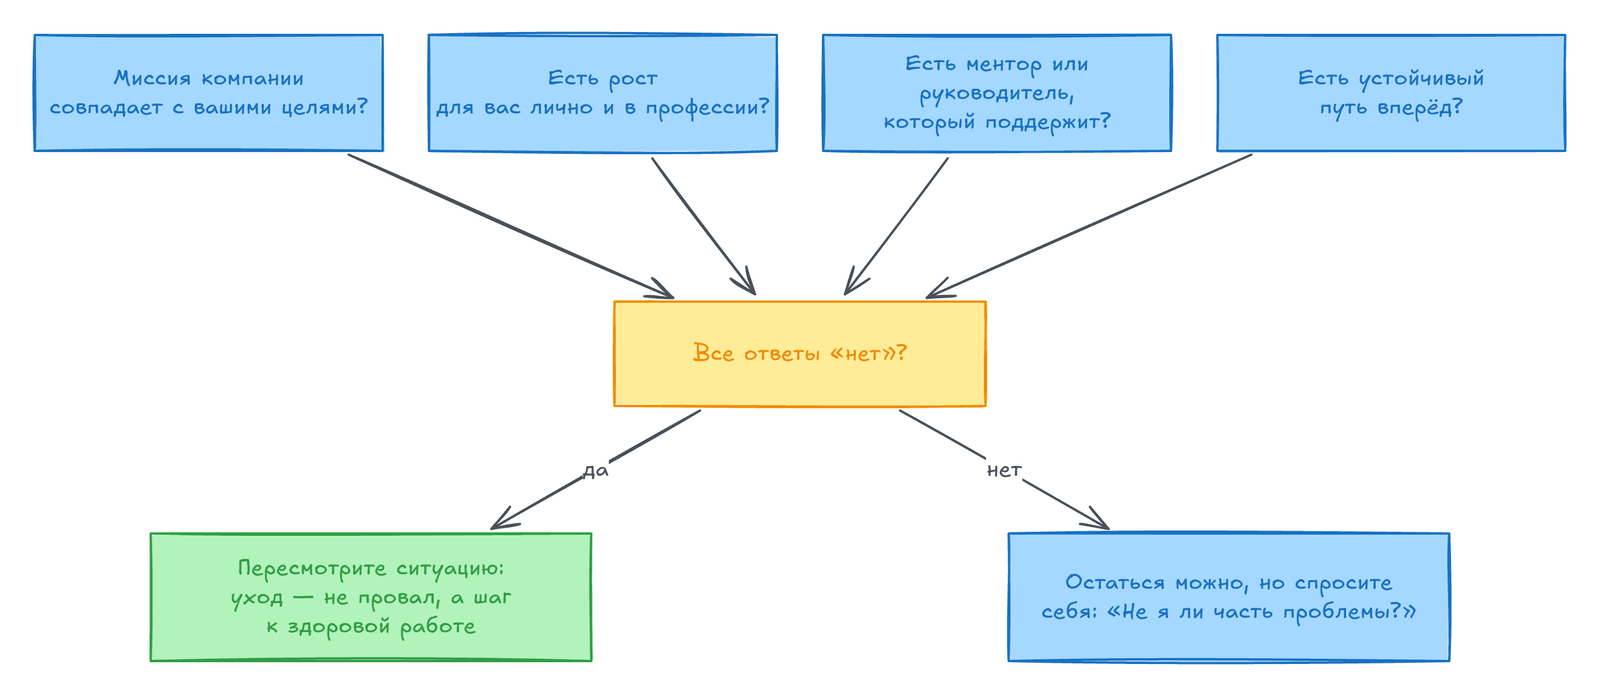 Миссия компании
совпадает с вашими целями?
Есть рост
для вас лично и в профессии?
Есть ментор или
руководитель,
который поддержит?
Есть устойчивый
путь вперёд?
Все ответы «нет»?
да
нет
Пересмотрите ситуацию:
уход — не провал, а шаг
к здоровой работе
Остаться можно, но спросите
себя: «Не я ли часть проблемы?»